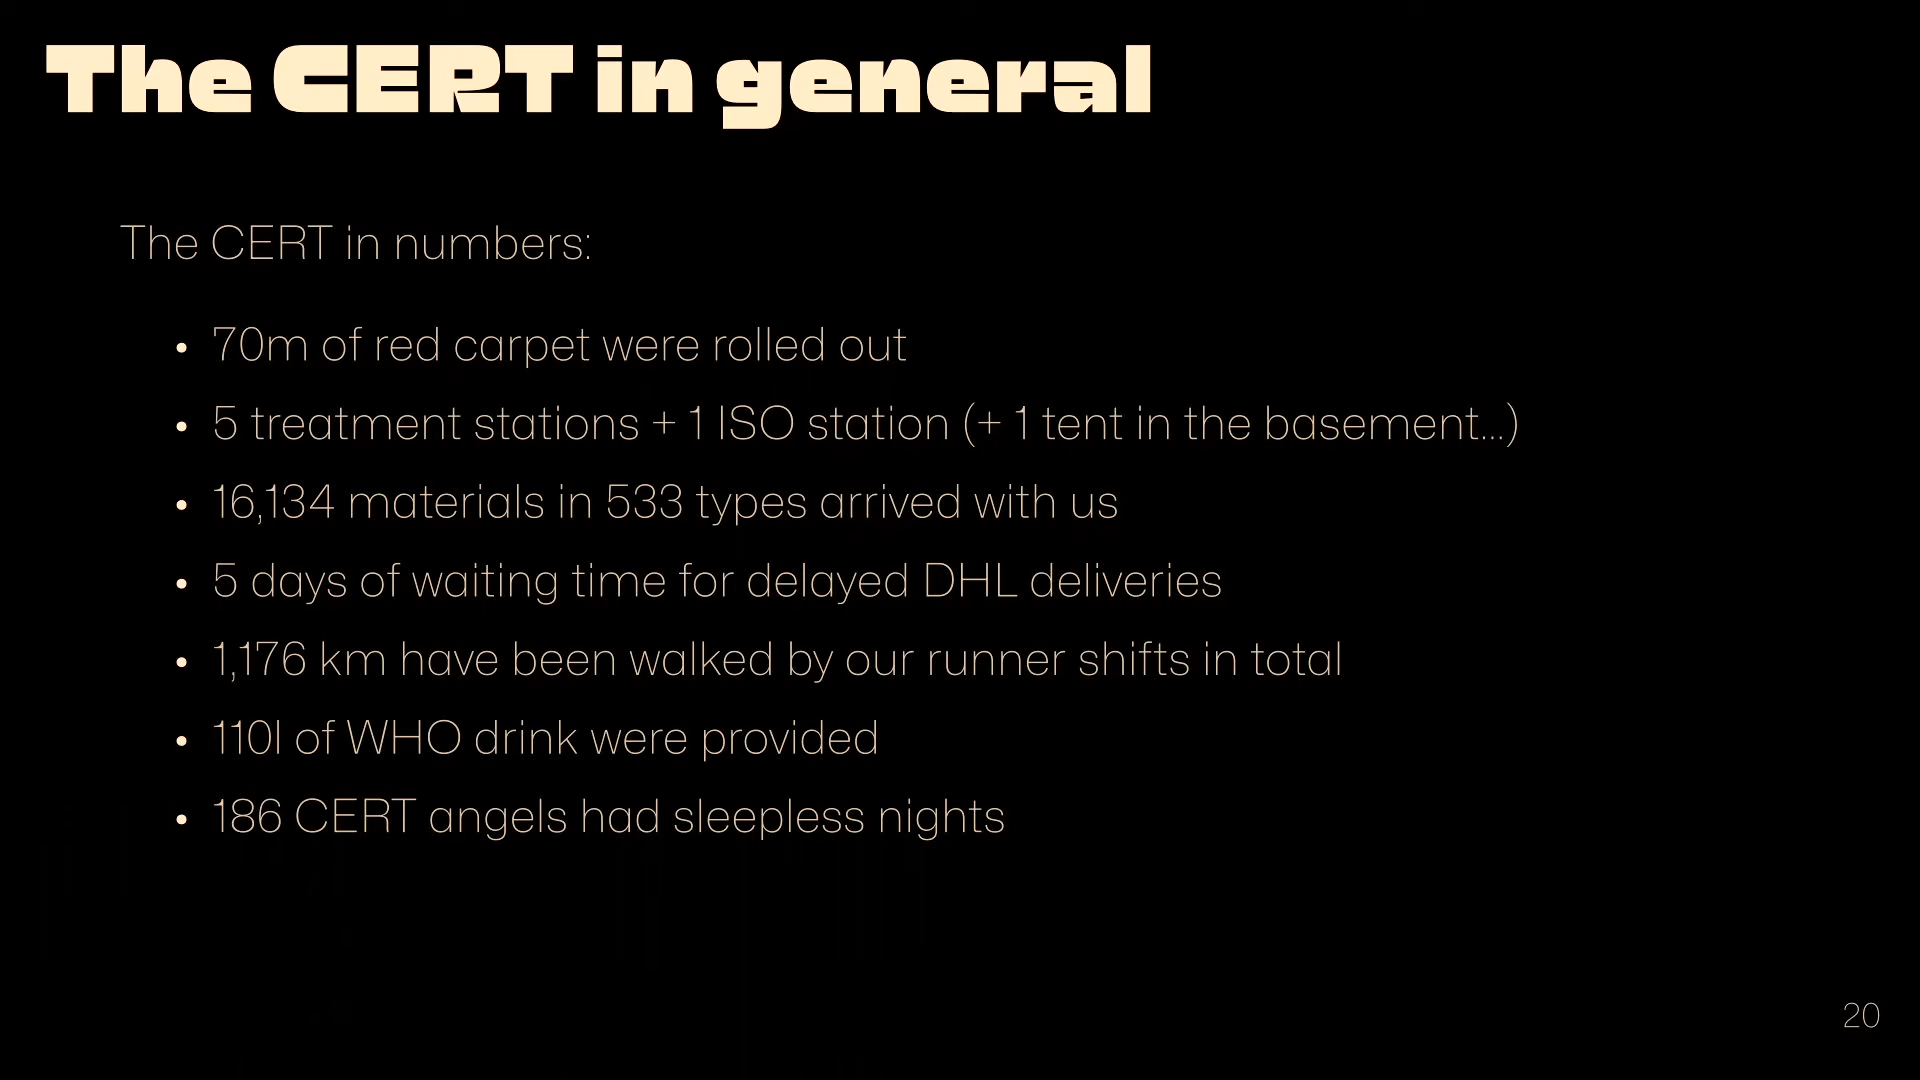 The CERT in general
The CERT in numbers:
• 70m of red carpet were rolled out
• 5 treatment stations + 1 ISO station (+ 1 tent in the basement...)
• 16,134 materials in 533 types arrived with us
• 5 days of waiting time for delayed DHL deliveries
• 1,176 km have been walked by our runner shifts in total
• 110l of WHO drink were provided
• 186 CERT angels had sleepless nights
20